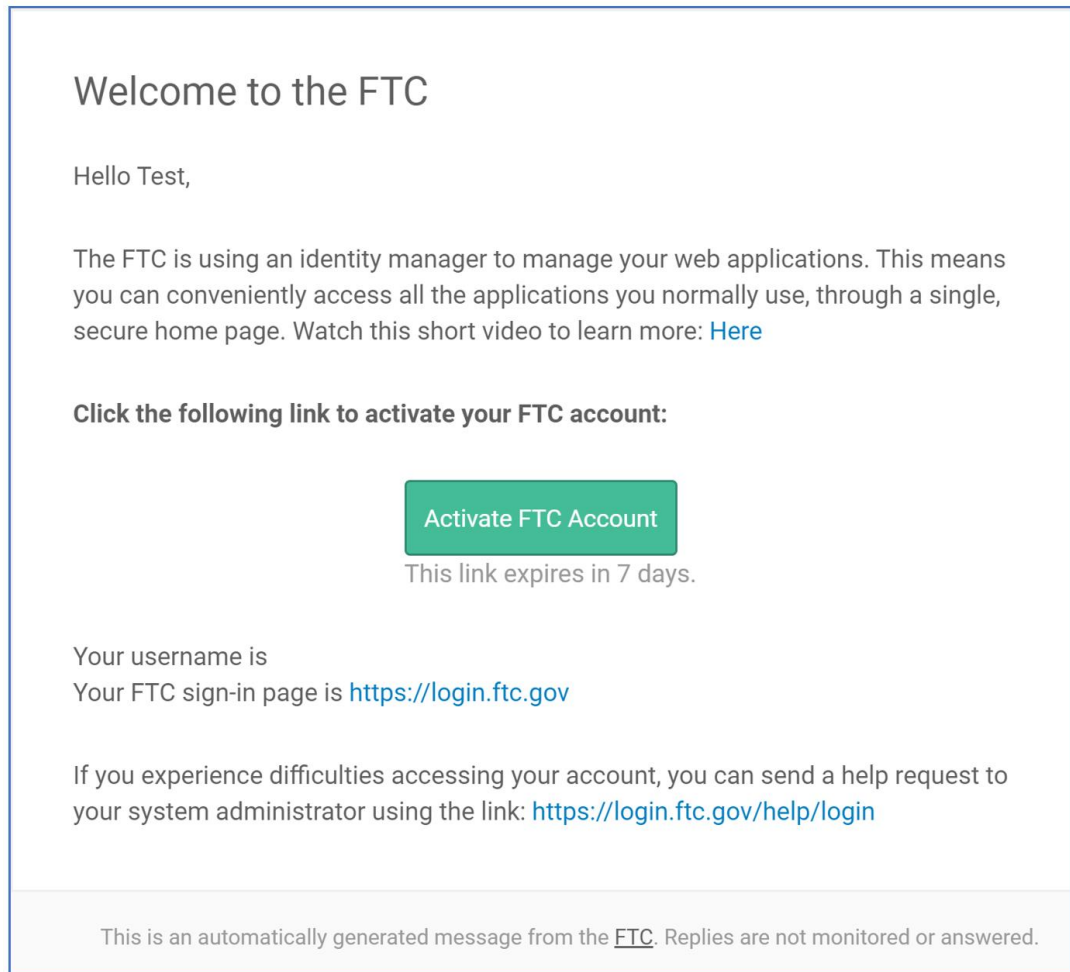 Welcome to the FTC
Hello Test,
The FTC is using an identity manager to manage your web applications. This means
you can conveniently access all the applications you normally use, through a single,
secure home page. Watch this short video to learn more: Here
Click the following link to activate your FTC account:
Activate FTC Account
This link expires in 7 days.
Your username is
Your FTC sign-in page is https://login.ftc.gov
If you experience difficulties accessing your account, you can send a help request to
your system administrator using the link: https://login.ftc.gov/help/login
This is an automatically generated message from the FTC. Replies are not monitored or answered.